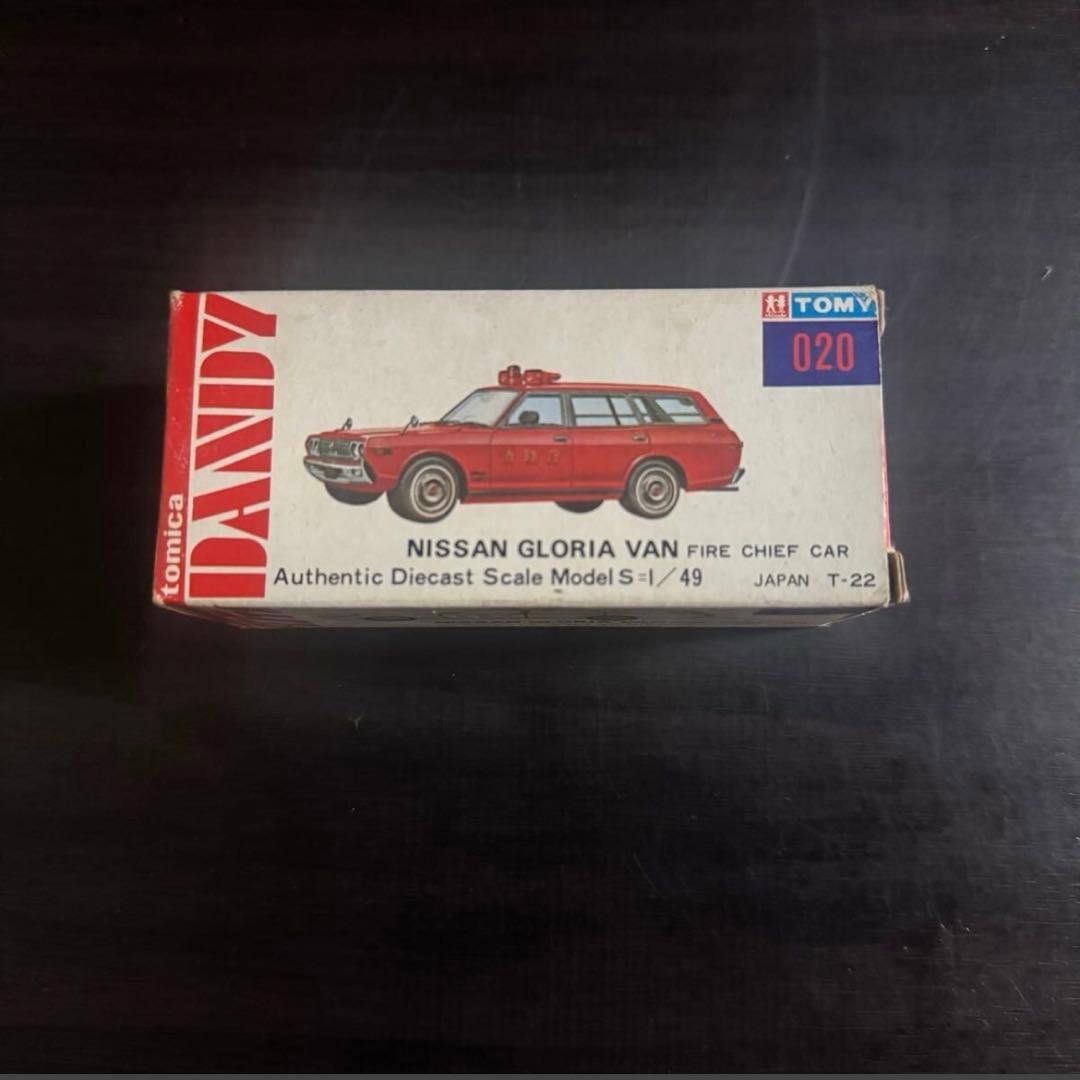 tomica
DANDY
TOMY
020
NISSAN GLORIA VAN FIRE CHIEF CAR
Authentic Diecast Scale Model S=1/49
JAPAN T-22